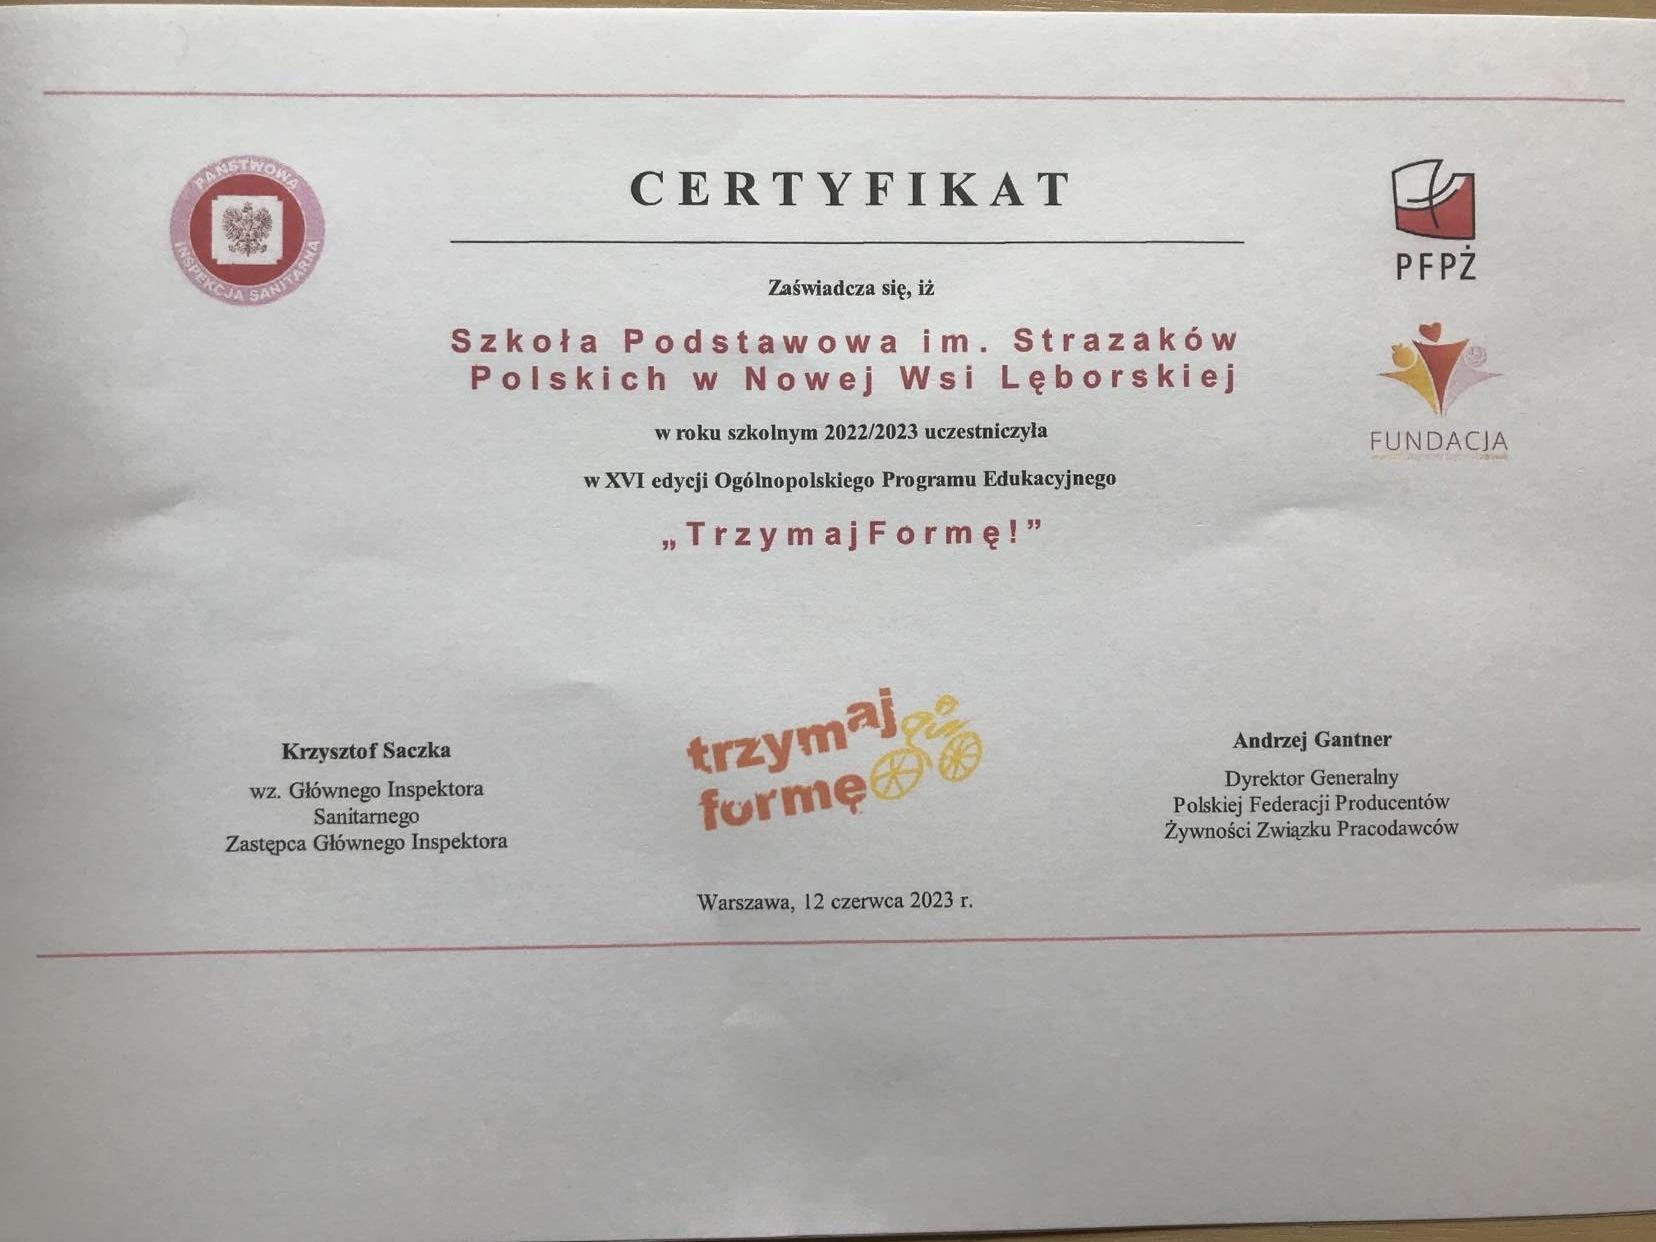 PAŃSTWOWA
INSPEKCJA SANITARNA
CERTYFIKAT
PFPŻ
Zaświadcza się, iż
Szkoła Podstawowa im. Strazaków
Polskich w Nowej Wsi Lęborskiej
FUNDACJA
w roku szkolnym 2022/2023 uczestniczyła
w XVI edycji Ogólnopolskiego Programu Edukacyjnego
„TrzymajFormę!”
Krzysztof Saczka
wz. Głównego Inspektora
Sanitarnego
Zastępca Głównego Inspektora
trzymaj
formę
Andrzej Gantner
Dyrektor Generalny
Polskiej Federacji Producentów
Żywności Związku Pracodawców
Warszawa, 12 czerwca 2023 r.